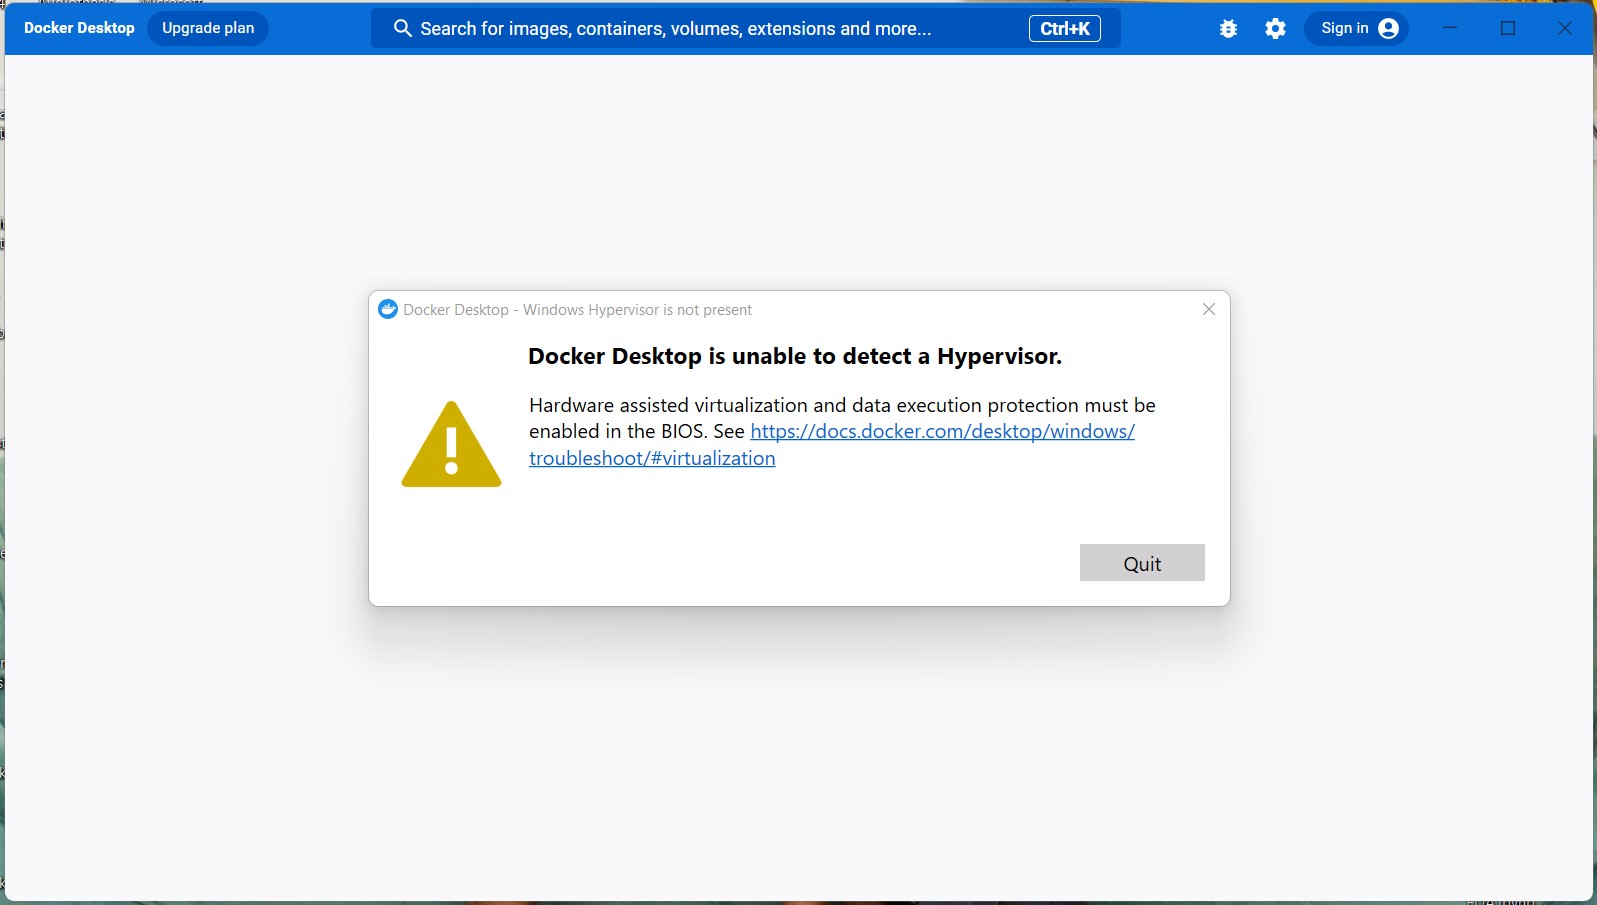 Docker Desktop
Upgrade plan
Search for images, containers, volumes, extensions and more...
Ctrl+K
Sign in
Docker Desktop - Windows Hypervisor is not present
Docker Desktop is unable to detect a Hypervisor.
Hardware assisted virtualization and data execution protection must be
enabled in the BIOS. See https://docs.docker.com/desktop/windows/
troubleshoot/#virtualization
Quit